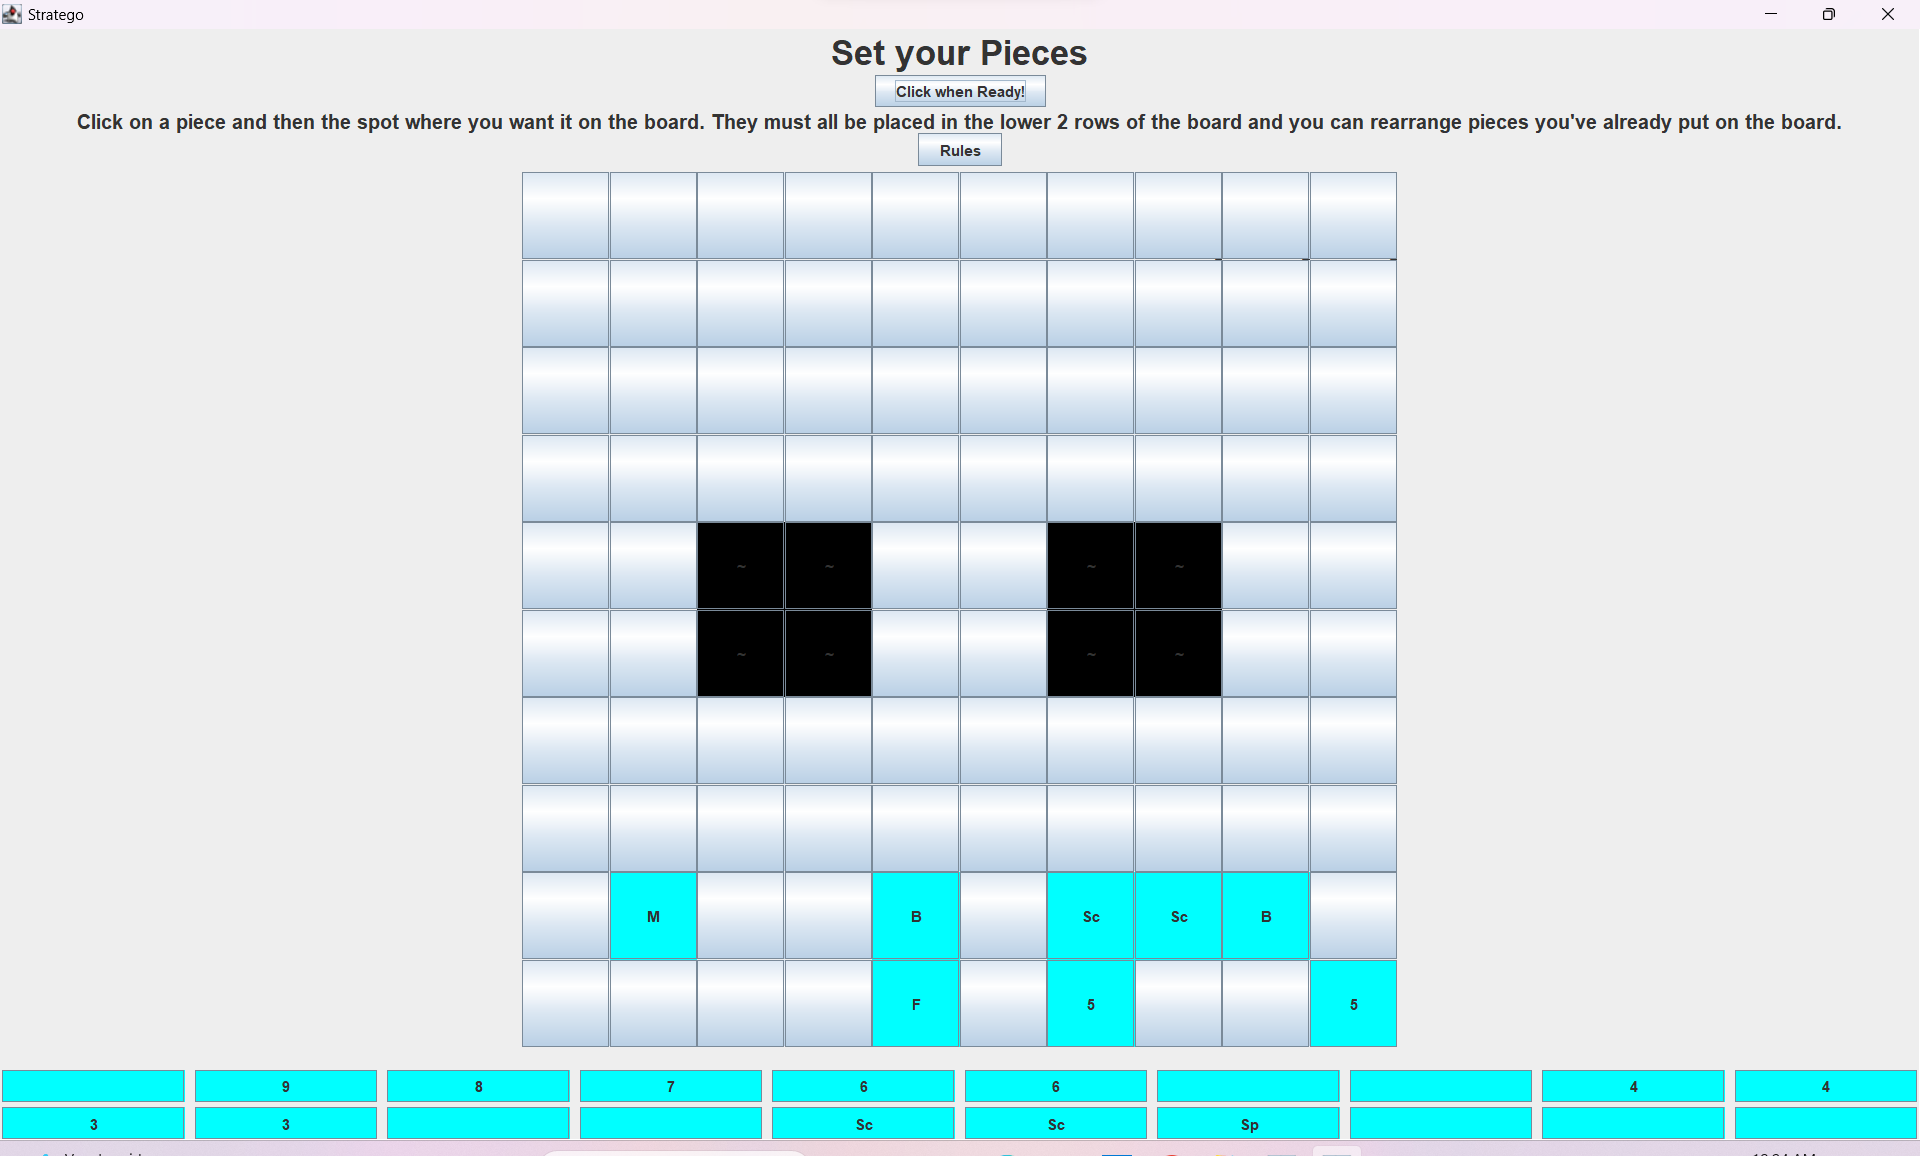 Stratego
Set your Pieces
Click when Ready!
Click on a piece and then the spot where you want it on the board. They must all be placed in the lower 2 rows of the board and you can rearrange pieces you've already put on the board.
Rules
~ ~ ~ ~
~ ~ ~ ~
M B Sc Sc B
F 5 5
9 8 7 6 6 4 4
3 3 Sc Sc Sp